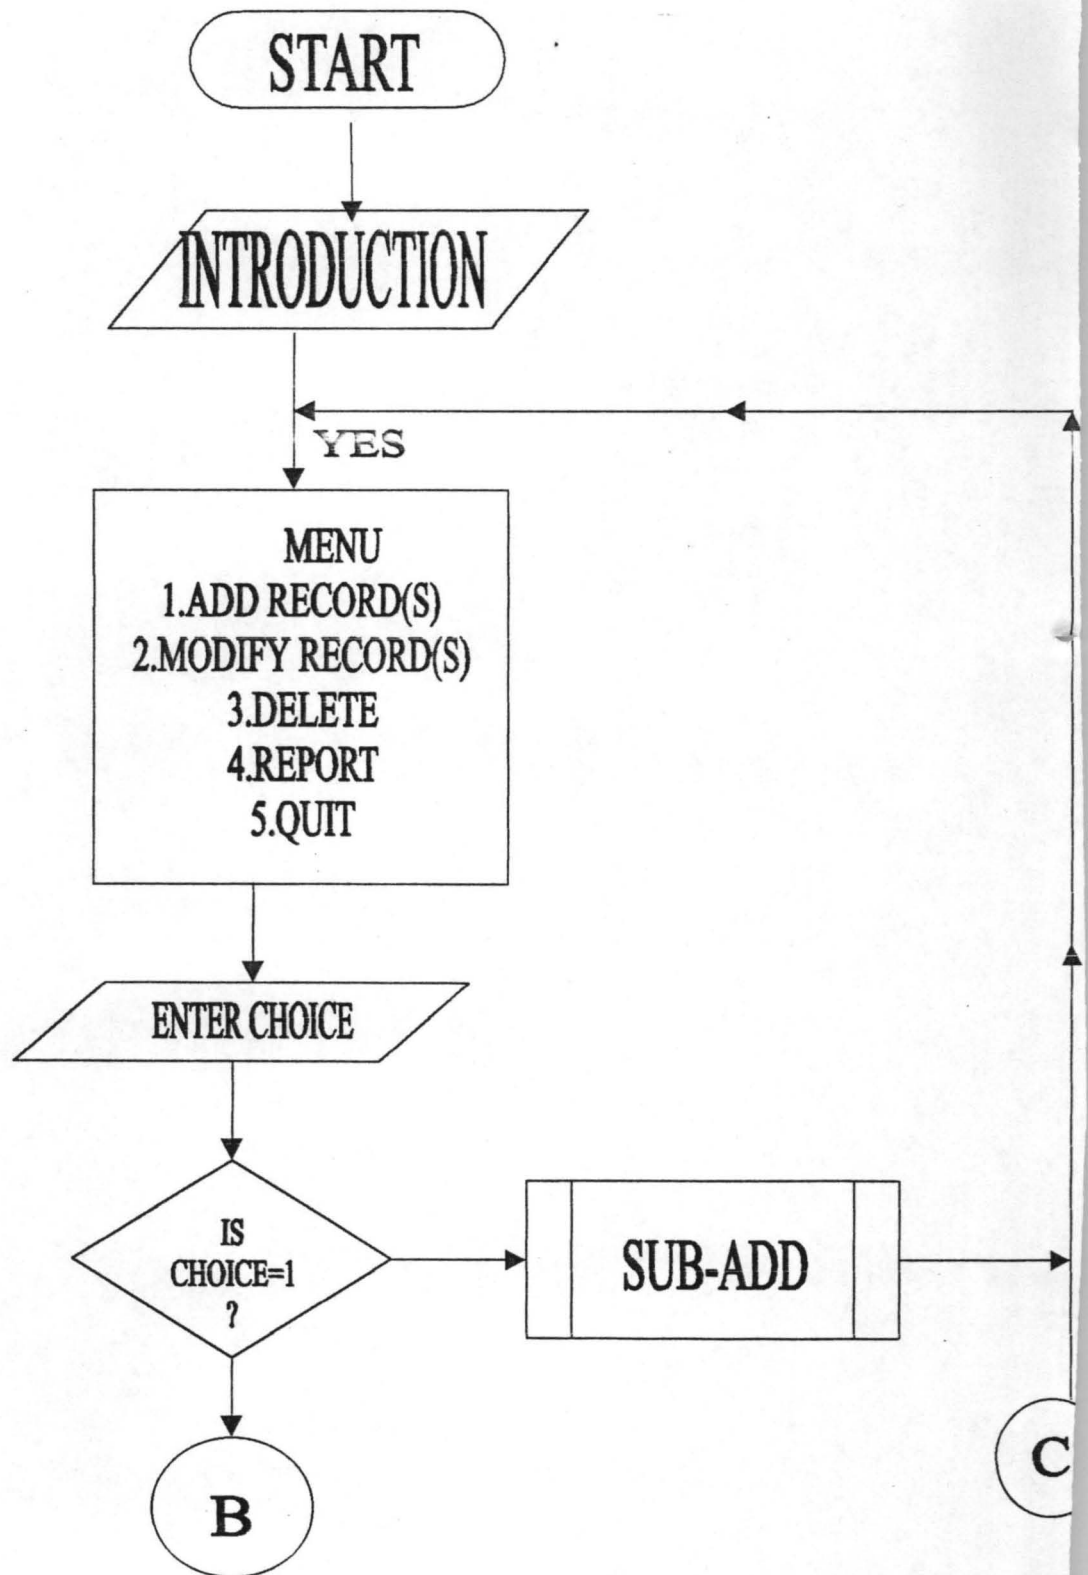 START
INTRODUCTION
YES
MENU
1.ADD RECORD(S)
2.MODIFY RECORD(S)
3.DELETE
4.REPORT
5.QUIT
ENTER CHOICE
IS
CHOICE=1
?
SUB-ADD
C
B